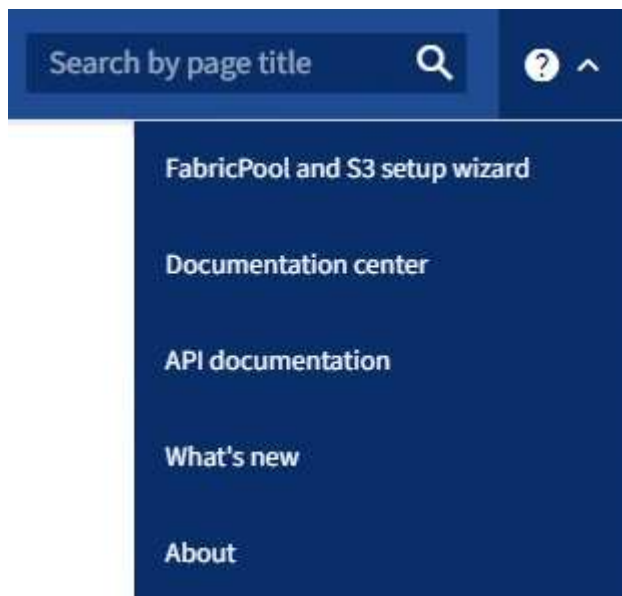 Search by page title
FabricPool and S3 setup wizard
Documentation center
API documentation
What's new
About